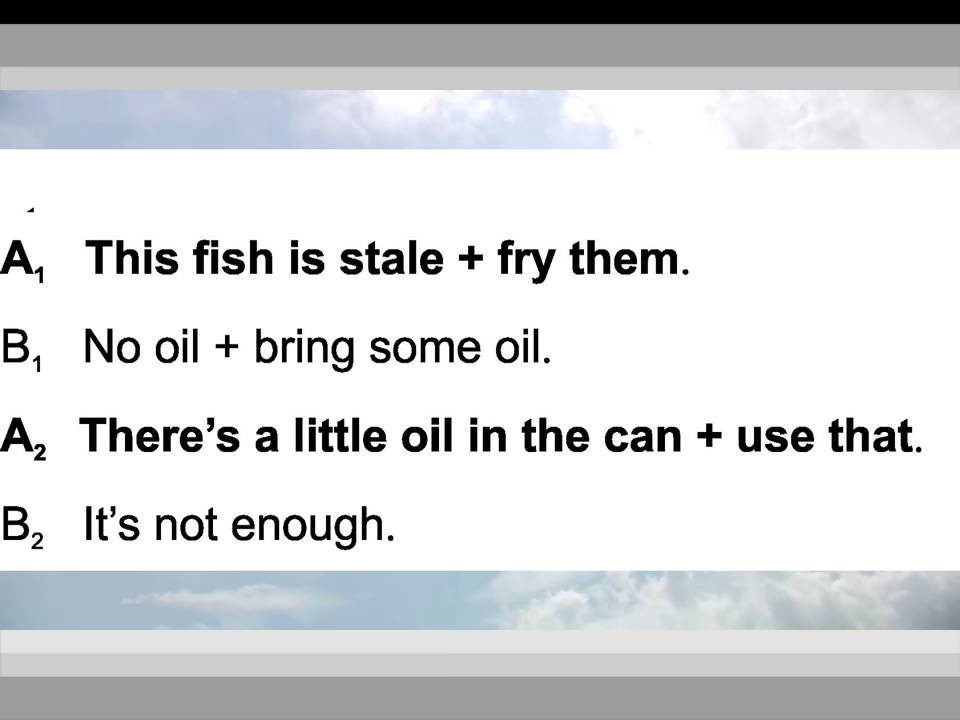 A₁ This fish is stale + fry them.
B₁ No oil + bring some oil.
A₂ There’s a little oil in the can + use that.
B₂ It’s not enough.